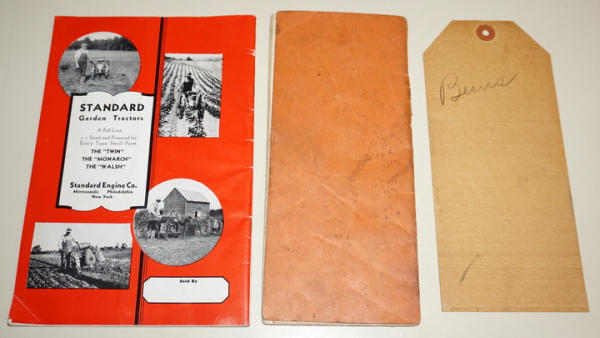 STANDARD
Garden Tractors
A Full Line
Sized and Powered for
Every Type Small-Farm
THE "TWIN"
THE "MONARCH"
THE "WALSH"
Standard Engine Co.
Minneapolis Philadelphia
New York
Sold By
Beans